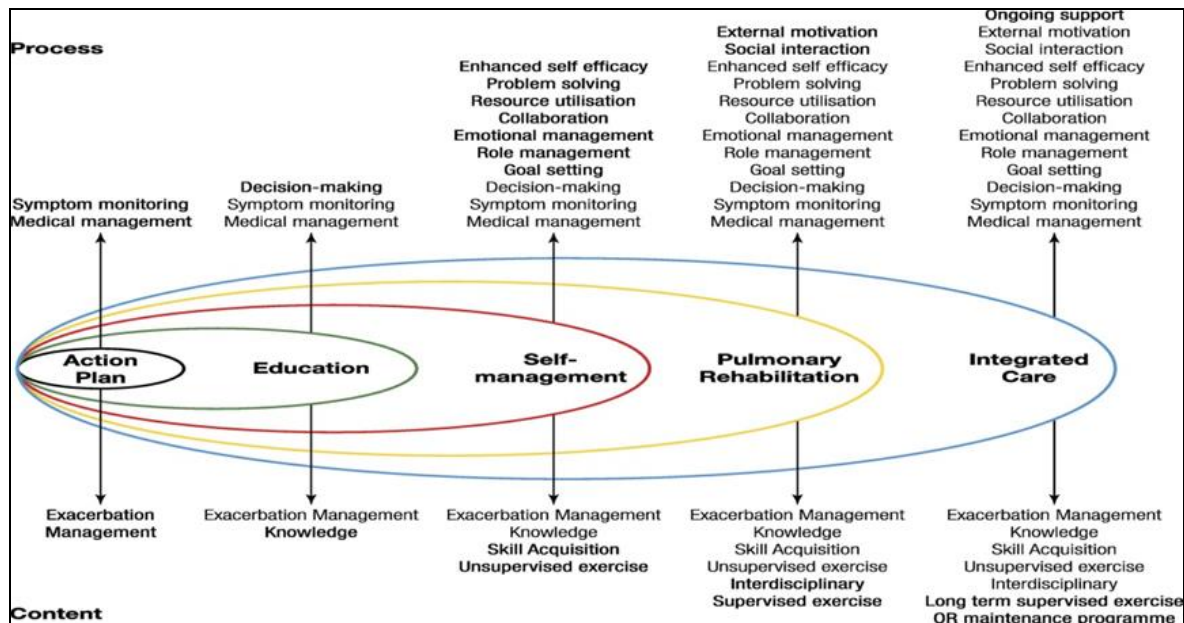 Process
Symptom monitoring
Medical management
Decision-making
Symptom monitoring
Medical management
Enhanced self efficacy
Problem solving
Resource utilisation
Collaboration
Emotional management
Role management
Goal setting
Decision-making
Symptom monitoring
Medical management
External motivation
Social interaction
Enhanced self efficacy
Problem solving
Resource utilisation
Collaboration
Emotional management
Role management
Goal setting
Decision-making
Symptom monitoring
Medical management
Ongoing support
External motivation
Social interaction
Enhanced self efficacy
Problem solving
Resource utilisation
Collaboration
Emotional management
Role management
Goal setting
Decision-making
Symptom monitoring
Medical management
Action
Plan
Education
Self-
management
Pulmonary
Rehabilitation
Integrated
Care
Exacerbation
Management
Exacerbation Management
Knowledge
Exacerbation Management
Knowledge
Skill Acquisition
Unsupervised exercise
Exacerbation Management
Knowledge
Skill Acquisition
Unsupervised exercise
Interdisciplinary
Supervised exercise
Exacerbation Management
Knowledge
Skill Acquisition
Unsupervised exercise
Interdisciplinary
Long term supervised exercise
OR maintenance programme
Content